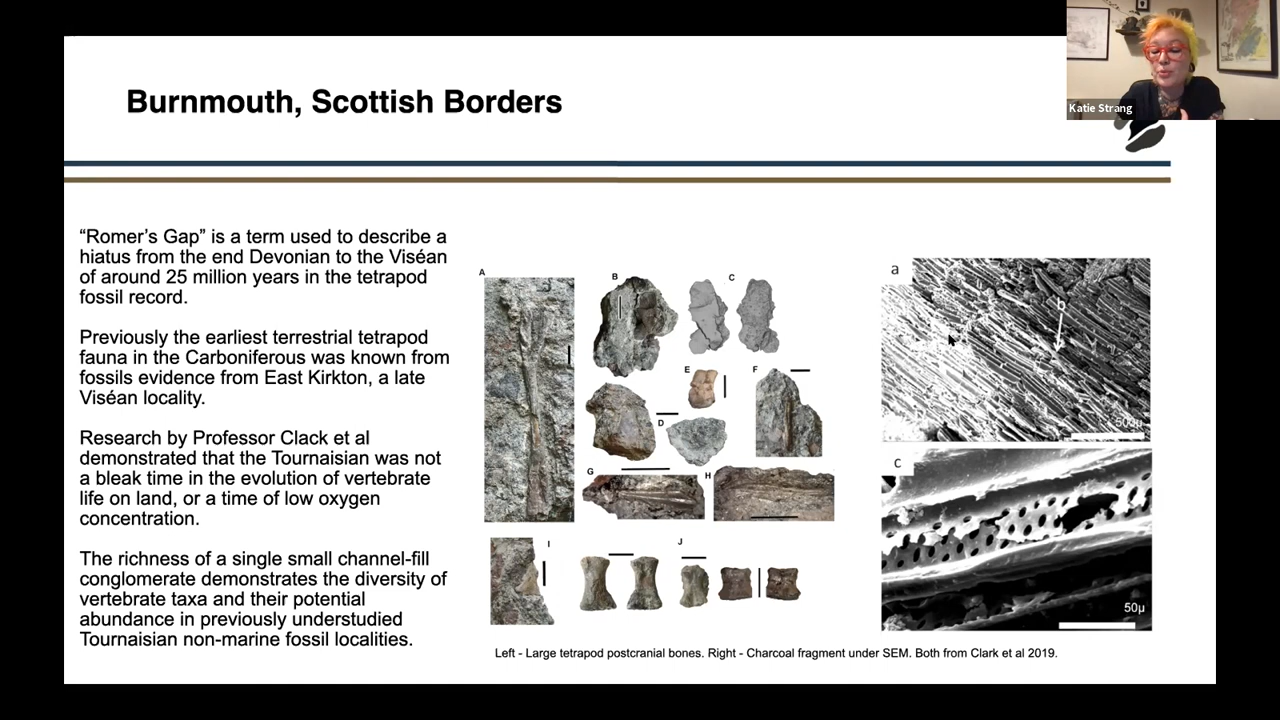 Burnmouth, Scottish Borders
Katie Strang
“Romer’s Gap” is a term used to describe a
hiatus from the end Devonian to the Viséan
of around 25 million years in the tetrapod
fossil record.
Previously the earliest terrestrial tetrapod
fauna in the Carboniferous was known from
fossils evidence from East Kirkton, a late
Viséan locality.
Research by Professor Clack et al
demonstrated that the Tournaisian was not
a bleak time in the evolution of vertebrate
life on land, or a time of low oxygen
concentration.
The richness of a single small channel-fill
conglomerate demonstrates the diversity of
vertebrate taxa and their potential
abundance in previously understudied
Tournaisian non-marine fossil localities.
A
B
C
E
F
D
G
H
I
J
a
b
500µ
c
50µ
Left - Large tetrapod postcranial bones. Right - Charcoal fragment under SEM. Both from Clark et al 2019.